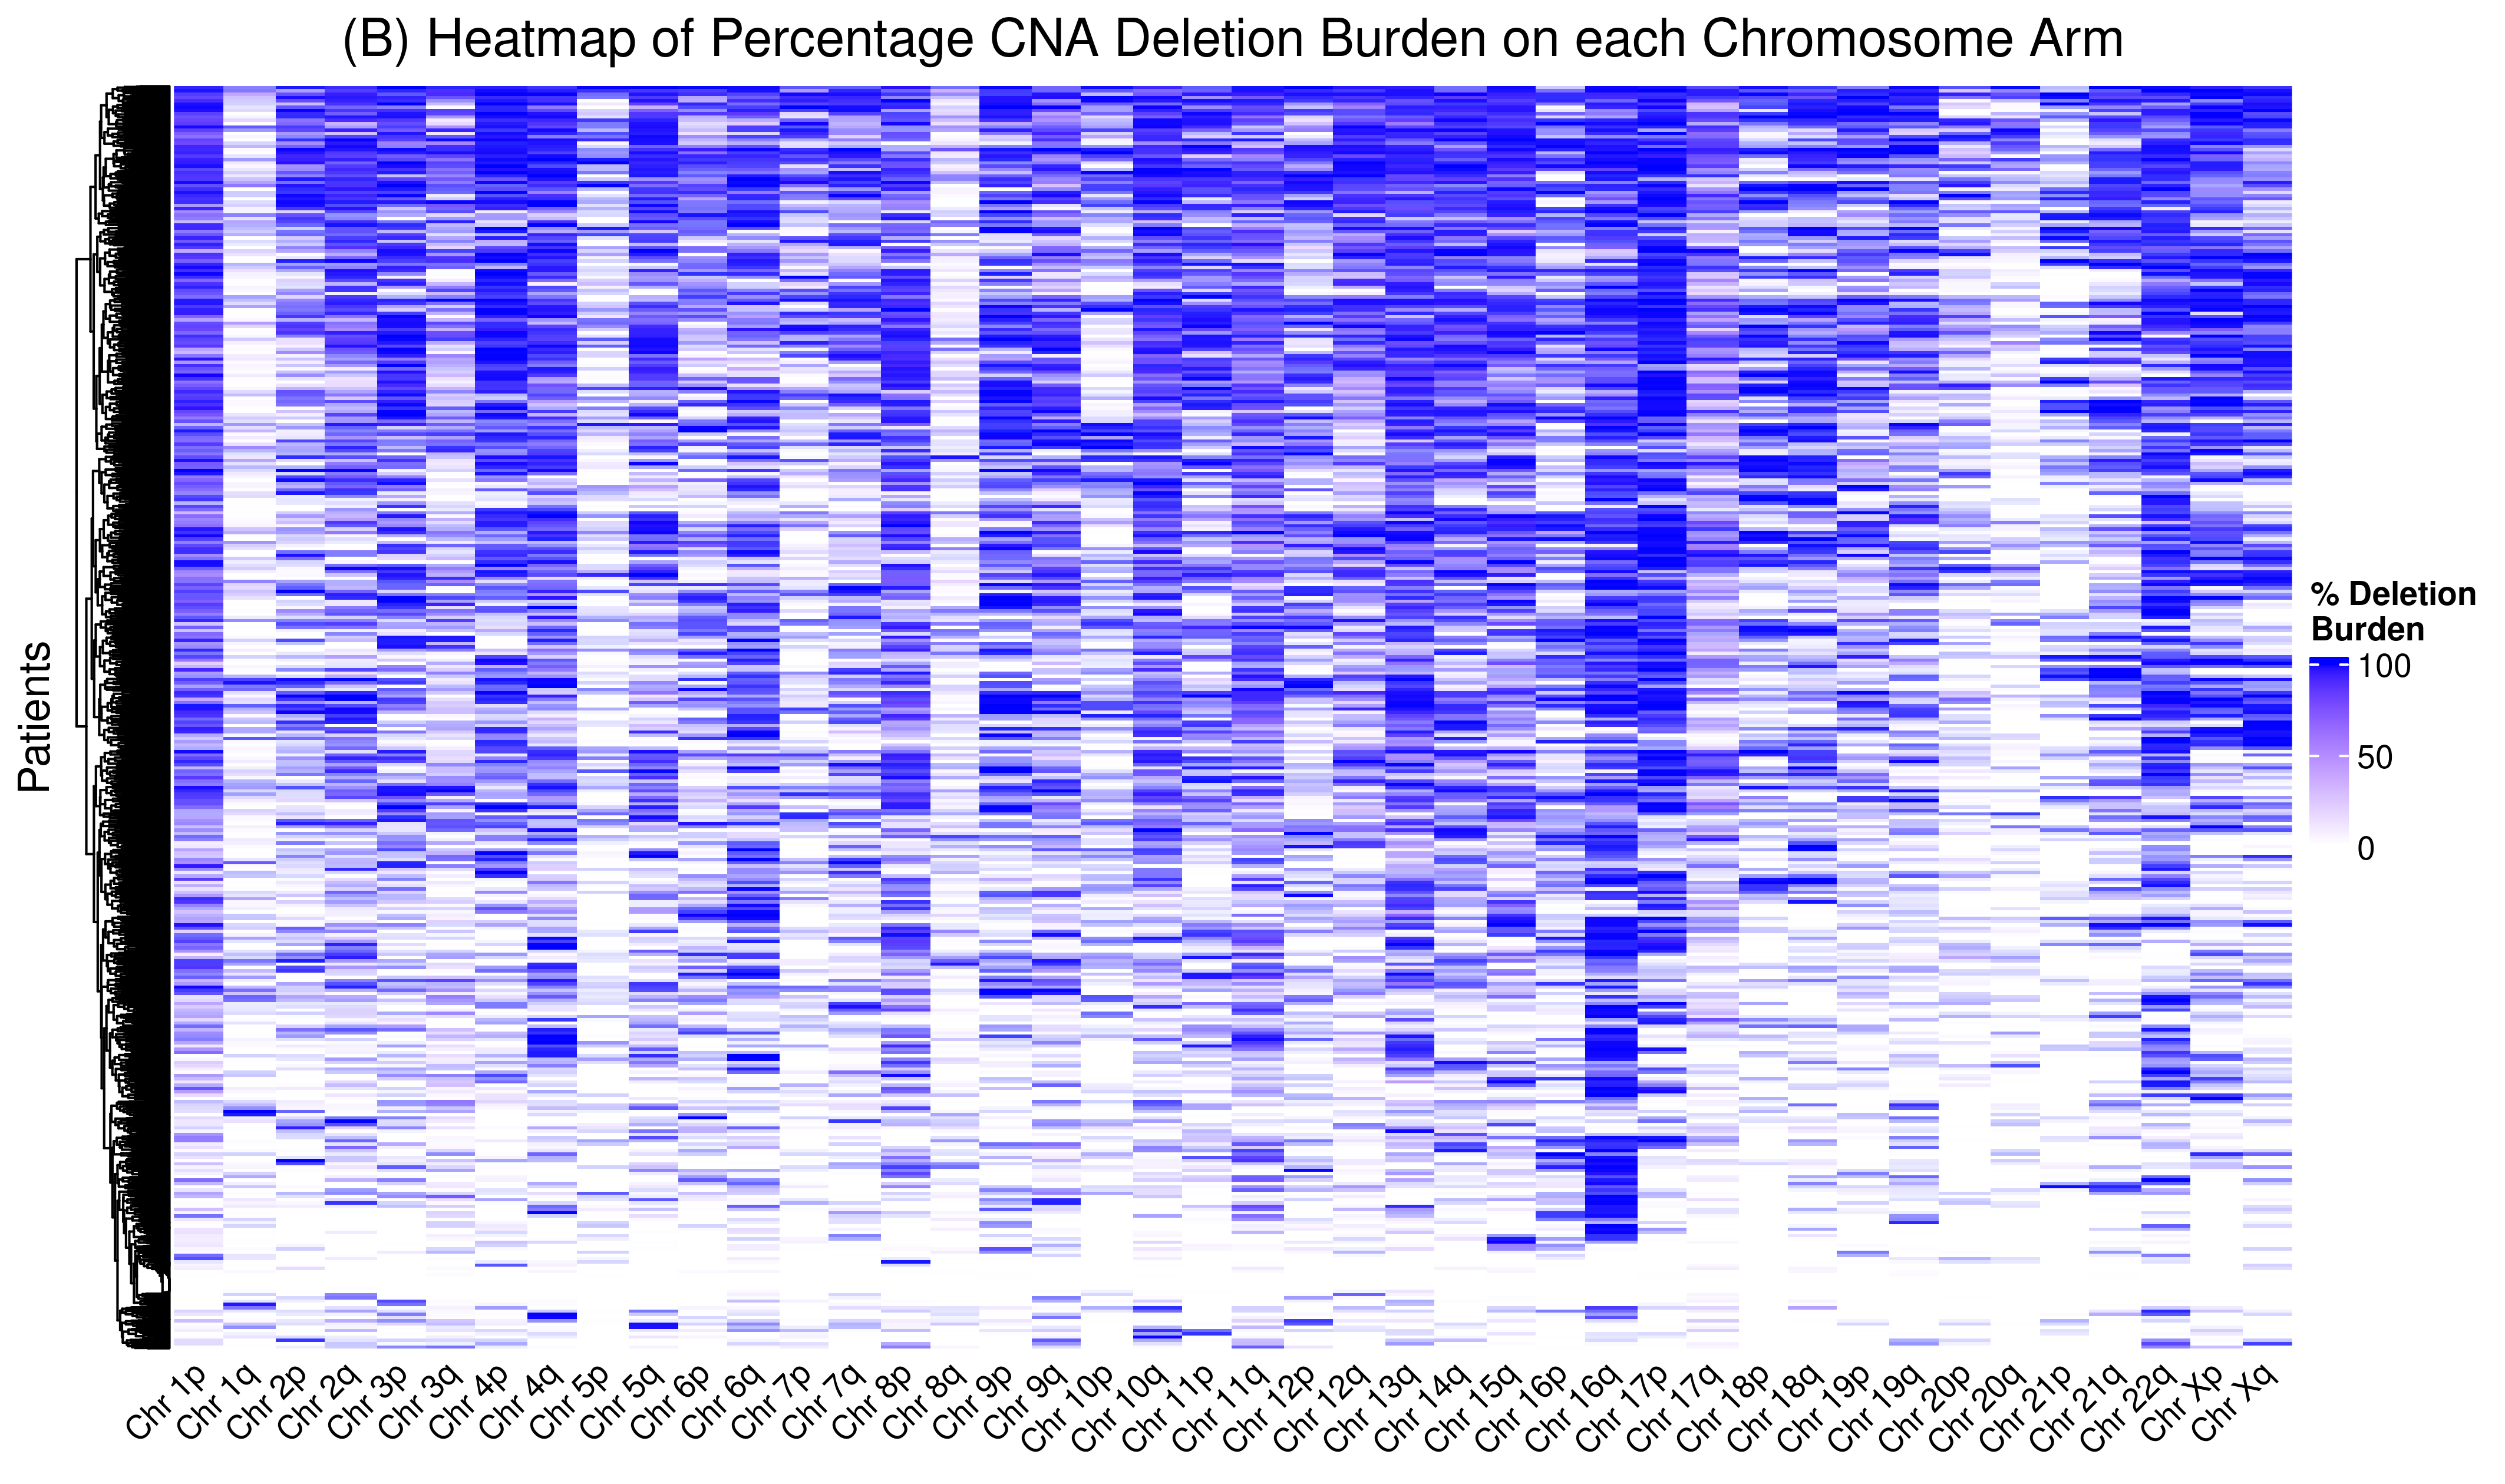 (B) Heatmap of Percentage CNA Deletion Burden on each Chromosome Arm
Patients
% Deletion
Burden
100
50
0
Chr 1p
Chr 1q
Chr 2p
Chr 2q
Chr 3p
Chr 3q
Chr 4p
Chr 4q
Chr 5p
Chr 5q
Chr 6p
Chr 6q
Chr 7p
Chr 7q
Chr 8p
Chr 8q
Chr 9p
Chr 9q
Chr 10p
Chr 10q
Chr 11p
Chr 11q
Chr 12p
Chr 12q
Chr 13q
Chr 14q
Chr 15q
Chr 16p
Chr 16q
Chr 17p
Chr 17q
Chr 18p
Chr 18q
Chr 19p
Chr 19q
Chr 20p
Chr 20q
Chr 21p
Chr 21q
Chr 22q
Chr Xp
Chr Xq